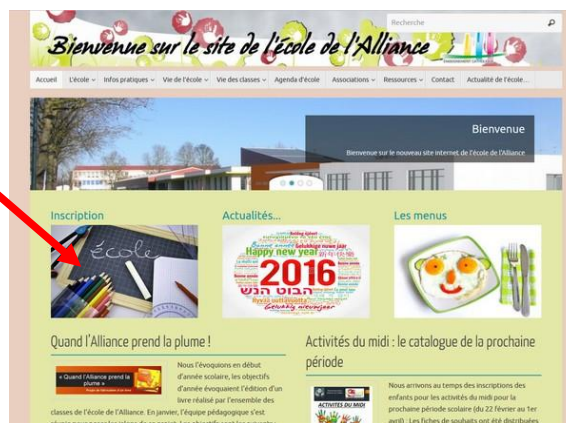 Recherche
Bienvenue sur le site de l'école de l'Alliance
Accueil L'école Infos pratiques Vie de l'école Vie des classes Agenda d'école Associations Ressources Contact Actualité de l'école...
Bienvenue
Bienvenue sur le nouveau site internet de l'école de l'Alliance
Inscription
Actualités...
Les menus
école
Happy new year
2016
Quand l'Alliance prend la plume !
« Quand l'Alliance prend la
plume »
Nous l'évoquions en début
d'année scolaire, les objectifs
d'année évoquaient l'édition d'un
livre réalisé par l'ensemble des
classes de l'école de l'Alliance. En janvier, l'équipe pédagogique s'est
Activités du midi : le catalogue de la prochaine
période
ACTIVITES DU MIDI
Nous arrivons au temps des inscriptions des
enfants pour les activités du midi pour la
prochaine période scolaire (du 22 février au 1er
avril). Les fiches de souhaits ont été distribuées